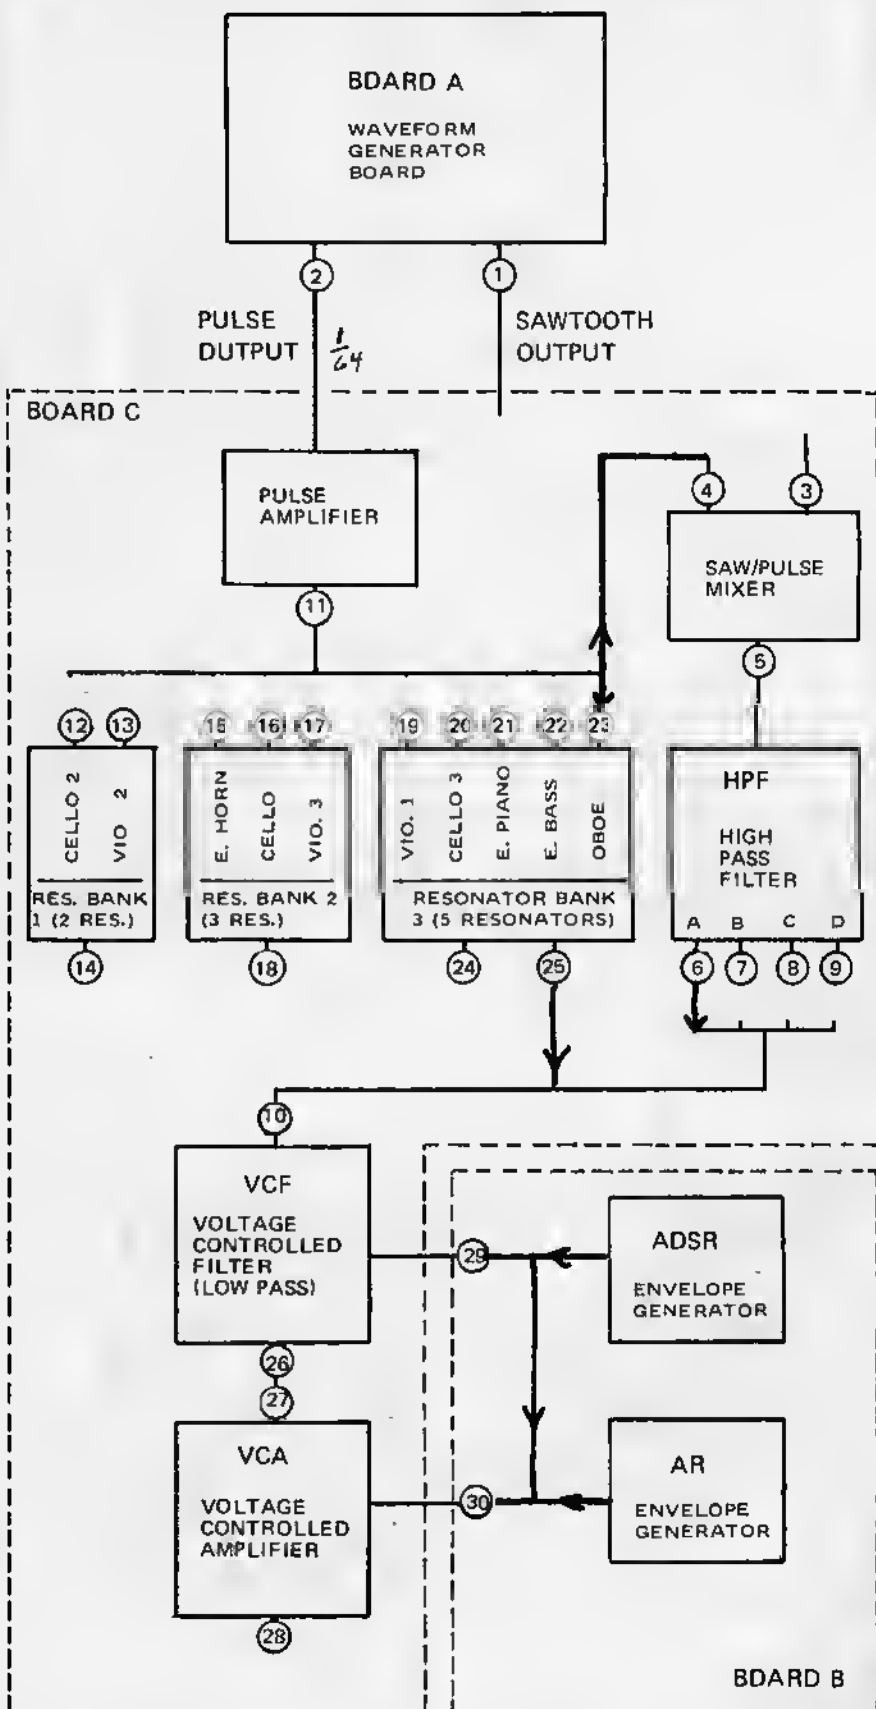 BDARD A
WAVEFORM
GENERATOR
BOARD
2
1
PULSE
DUTPUT
1/64
SAWTOOTH
OUTPUT
BOARD C
PULSE
AMPLIFIER
4
3
SAW/PULSE
MIXER
11
5
12
13
15
16
17
19
20
21
22
23
CELLO 2
VIO 2
E. HORN
CELLO
VIO. 3
VIO. 1
CELLO 3
E. PIANO
E. BASS
OBOE
HPF
HIGH
PASS
FILTER
RES. BANK
1 (2 RES.)
RES. BANK 2
(3 RES.)
RESONATOR BANK
3 (5 RESONATORS)
A B C D
14
18
24
25
6
7
8
9
10
VCF
VOLTAGE
CONTROLLED
FILTER
(LOW PASS)
29
ADSR
ENVELOPE
GENERATOR
26
27
VCA
VOLTAGE
CONTROLLED
AMPLIFIER
30
AR
ENVELOPE
GENERATOR
28
BDARD B